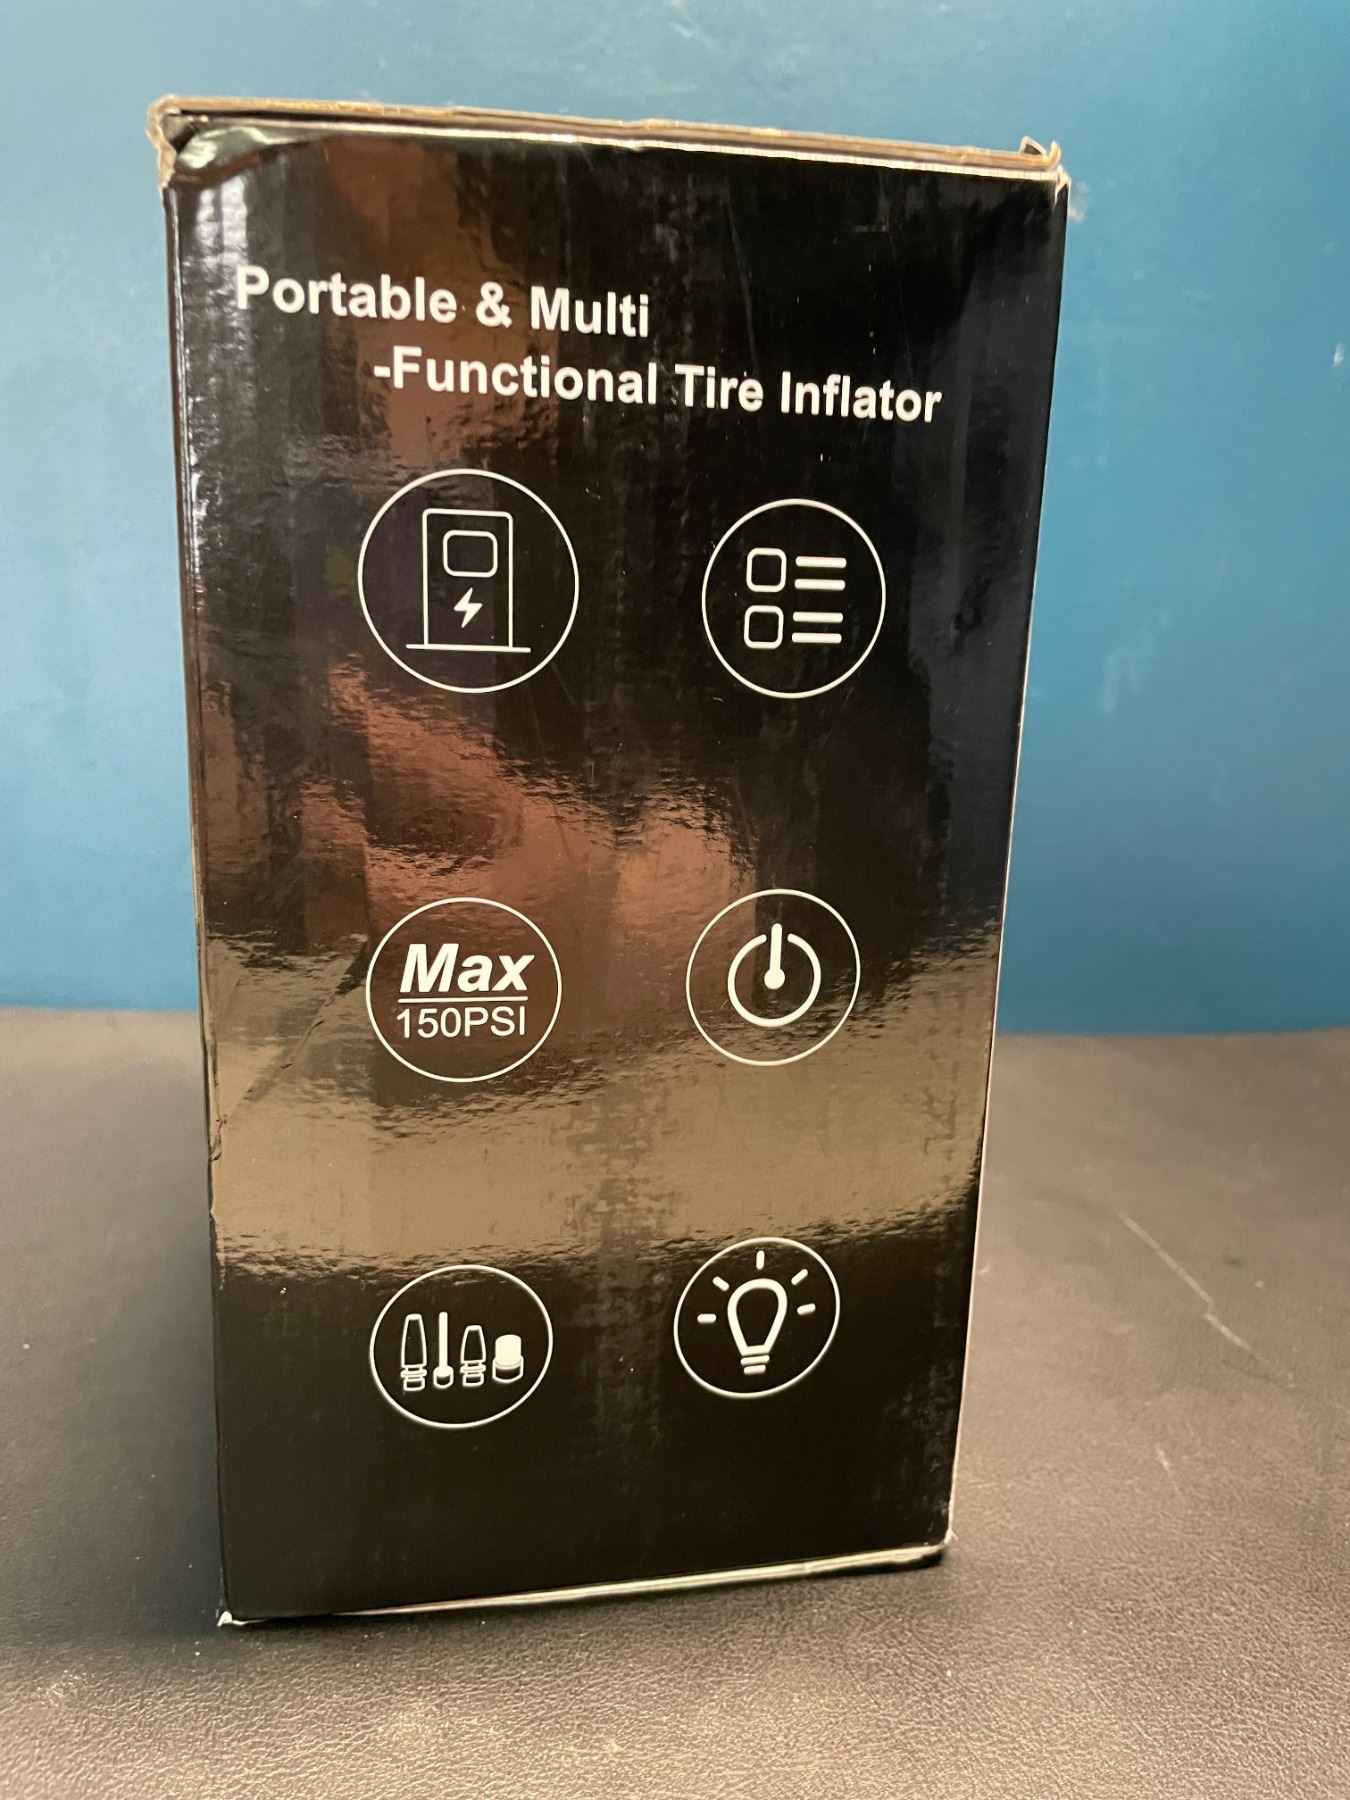 Portable & Multi
-Functional Tire Inflator
Max
150PSI